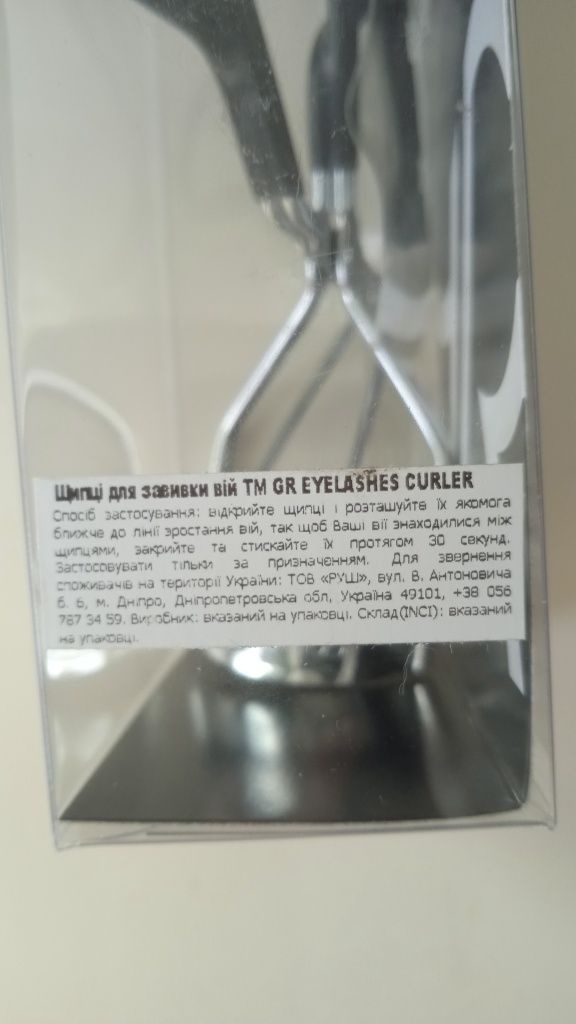 Щипці для завивки вій TM GR EYELASHES CURLER
Спосіб застосування: відкрийте щипці і розташуйте їх якомога
ближче до лінії зростання вій, так щоб Ваші вії знаходилися між
щипцями, закрийте та стискайте їх протягом 30 секунд.
Застосовувати тільки за призначенням. Для звернення
споживачів на території України: ТОВ «РУШ», вул. В. Антоновича
б. 6, м. Дніпро, Дніпропетровська обл, Україна 49101, +38 056
787 34 59. Виробник: вказаний на упаковці. Склад(INCI): вказаний
на упаковці.